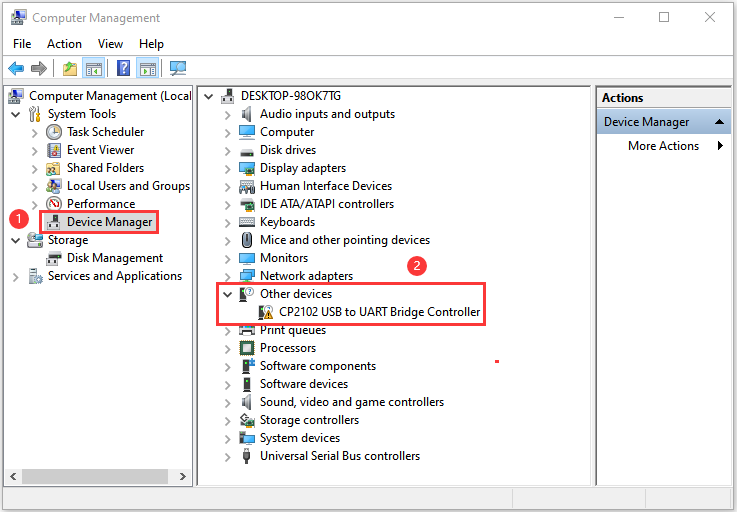 Computer Management
File Action View Help
Computer Management (Local
System Tools
Task Scheduler
Event Viewer
Shared Folders
Local Users and Groups
Performance
1
Device Manager
Storage
Disk Management
Services and Applications
DESKTOP-98OK7TG
Audio inputs and outputs
Computer
Disk drives
Display adapters
Human Interface Devices
IDE ATA/ATAPI controllers
Keyboards
Mice and other pointing devices
Monitors
Network adapters
2
Other devices
CP2102 USB to UART Bridge Controller
Print queues
Processors
Software components
Software devices
Sound, video and game controllers
Storage controllers
System devices
Universal Serial Bus controllers
Actions
Device Manager
More Actions